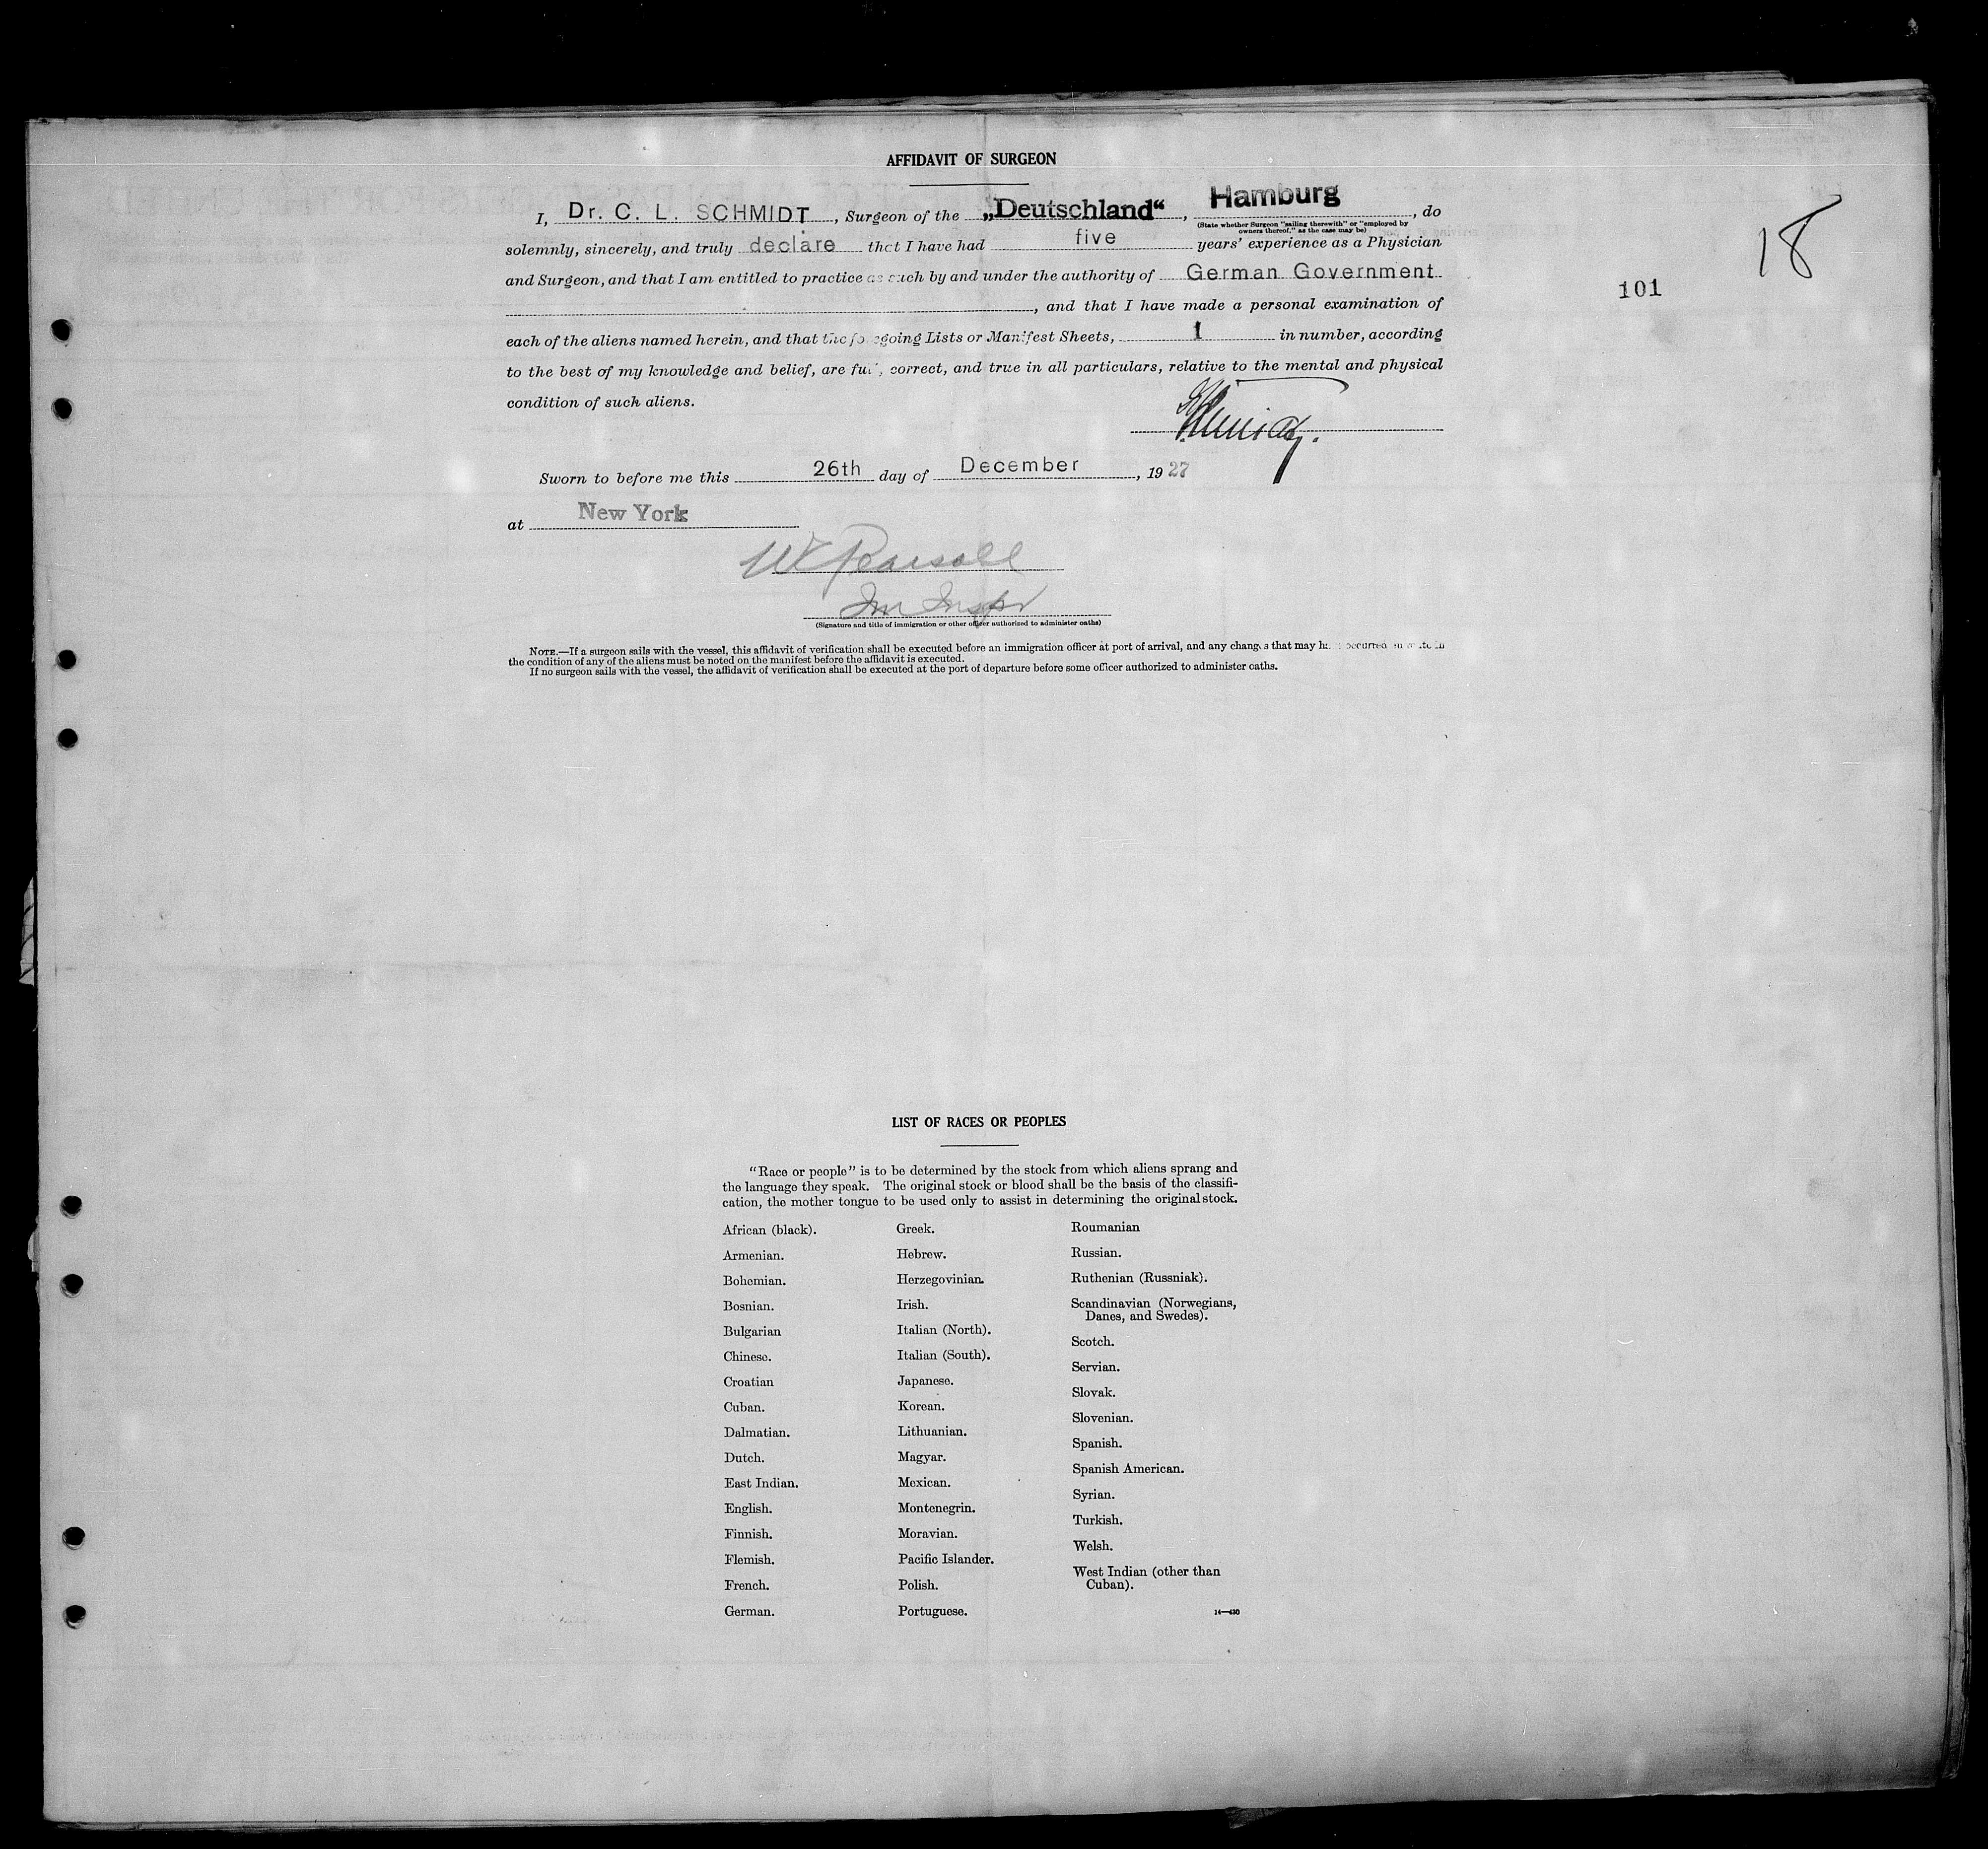 AFFIDAVIT OF SURGEON
I, Dr. C. L. SCHMIDT, Surgeon of the „Deutschland“, Hamburg, do
(State whether Surgeon "sailing therewith" or "employed by
owners thereof," as the case may be)
solemnly, sincerely, and truly declare that I have had five years' experience as a Physician
and Surgeon, and that I am entitled to practice as such by and under the authority of German Government
, and that I have made a personal examination of
101
18
each of the aliens named herein, and that the foregoing Lists or Manifest Sheets, 1 in number, according
to the best of my knowledge and belief, are full, correct, and true in all particulars, relative to the mental and physical
condition of such aliens.
Sworn to before me this 26th day of December, 1927
at New York
W Pearsall
Im Inspr
(Signature and title of immigration or other officer authorized to administer oaths)
NOTE.—If a surgeon sails with the vessel, this affidavit of verification shall be executed before an immigration officer at port of arrival, and any changes that may have occurred en route in
the condition of any of the aliens must be noted on the manifest before the affidavit is executed.
If no surgeon sails with the vessel, the affidavit of verification shall be executed at the port of departure before some officer authorized to administer oaths.
LIST OF RACES OR PEOPLES
"Race or people" is to be determined by the stock from which aliens sprang and
the language they speak. The original stock or blood shall be the basis of the classifi-
cation, the mother tongue to be used only to assist in determining the original stock.
African (black).
Armenian.
Bohemian.
Bosnian.
Bulgarian
Chinese.
Croatian
Cuban.
Dalmatian.
Dutch.
East Indian.
English.
Finnish.
Flemish.
French.
German.
Greek.
Hebrew.
Herzegovinian.
Irish.
Italian (North).
Italian (South).
Japanese.
Korean.
Lithuanian.
Magyar.
Mexican.
Montenegrin.
Moravian.
Pacific Islander.
Polish.
Portuguese.
Roumanian
Russian.
Ruthenian (Russniak).
Scandinavian (Norwegians,
Danes, and Swedes).
Scotch.
Servian.
Slovak.
Slovenian.
Spanish.
Spanish American.
Syrian.
Turkish.
Welsh.
West Indian (other than
Cuban).
14—430